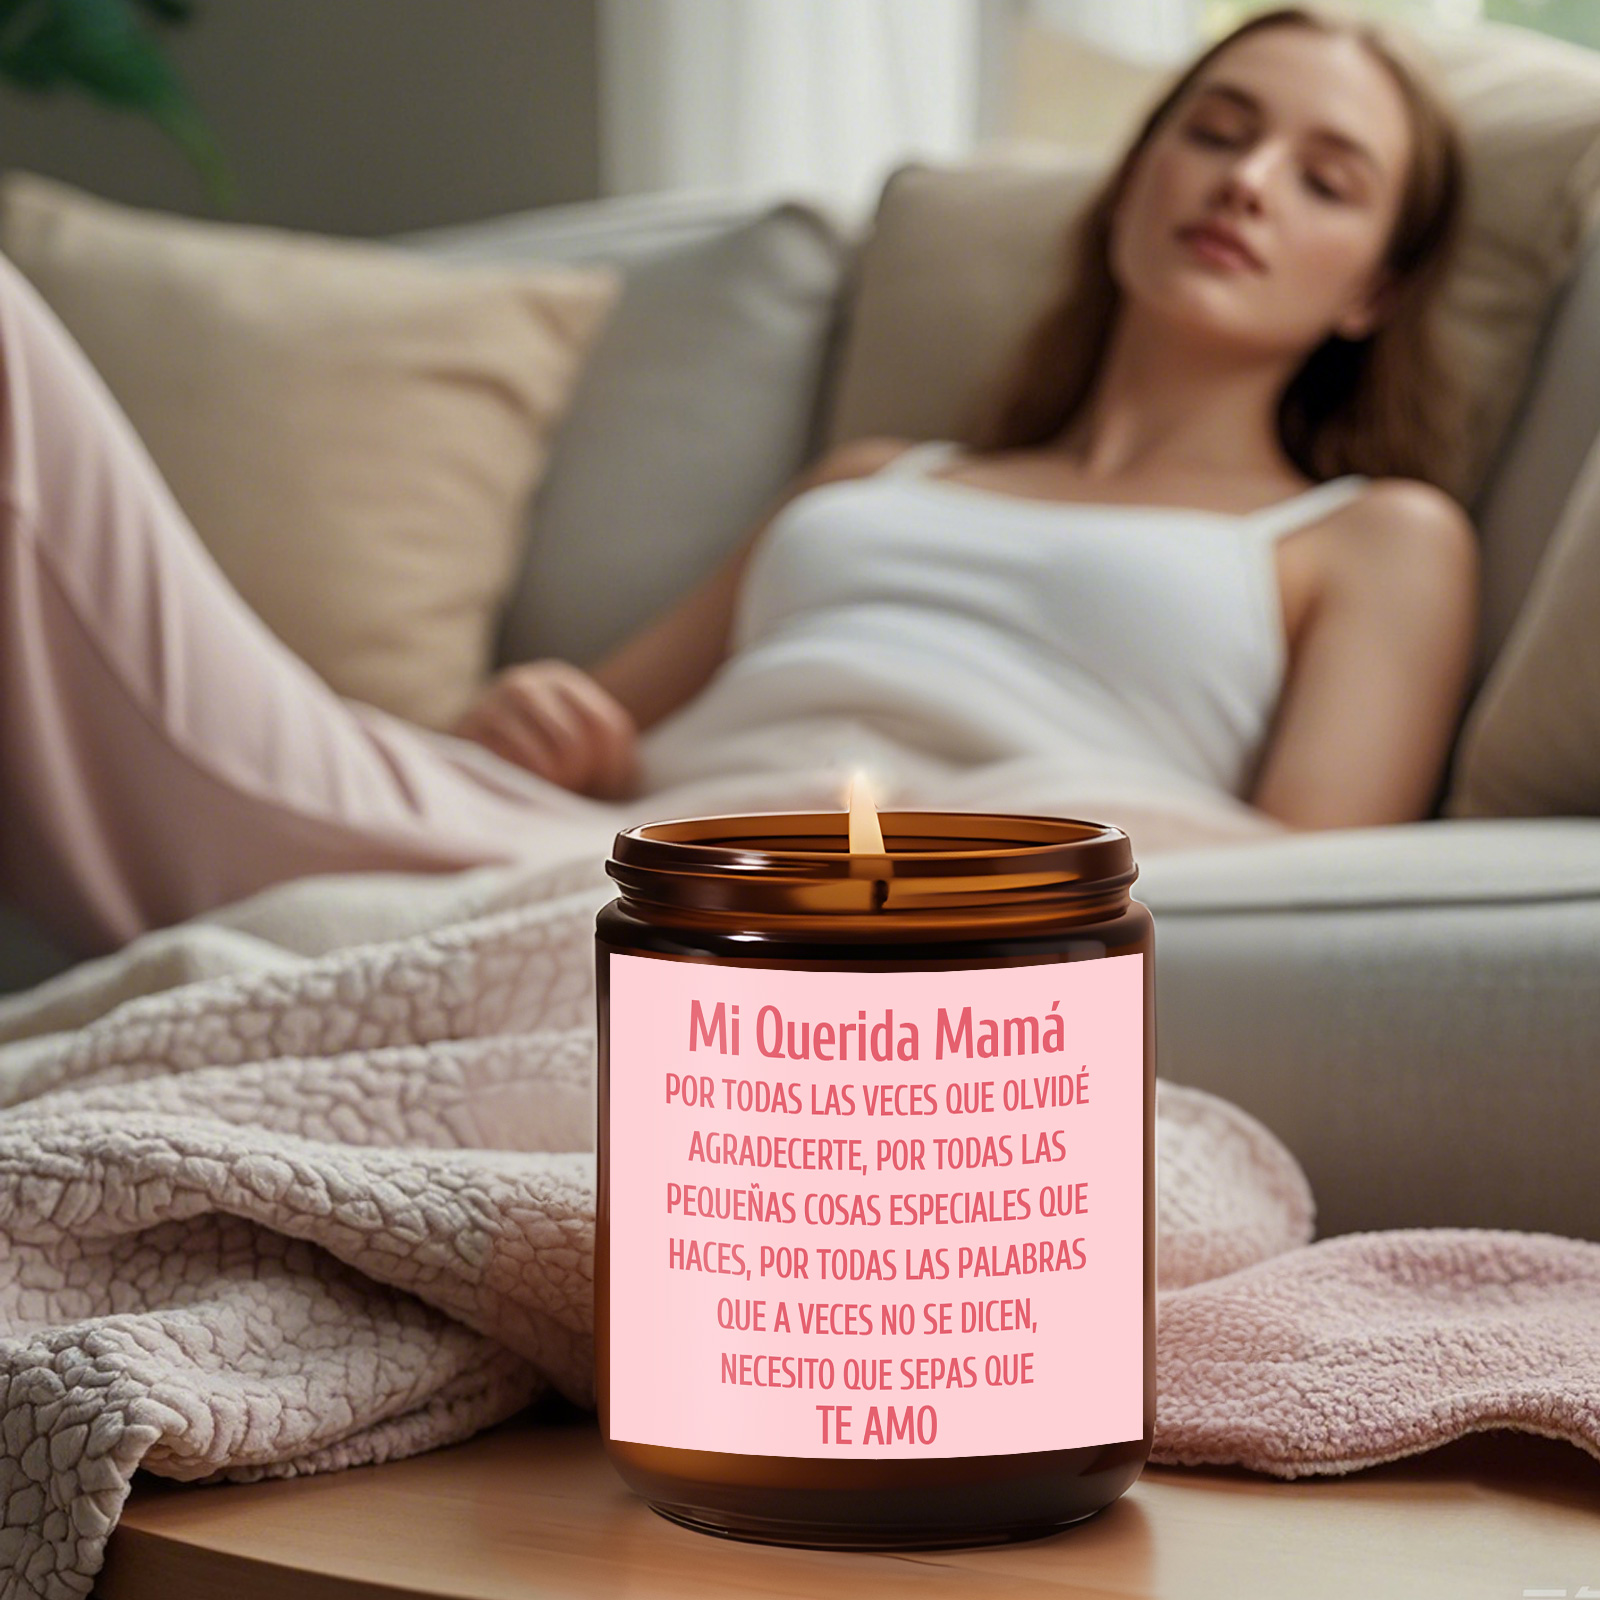 Mi Querida Mamá
POR TODAS LAS VECES QUE OLVIDÉ
AGRADECERTE, POR TODAS LAS
PEQUEÑAS COSAS ESPECIALES QUE
HACES, POR TODAS LAS PALABRAS
QUE A VECES NO SE DICEN,
NECESITO QUE SEPAS QUE
TE AMO